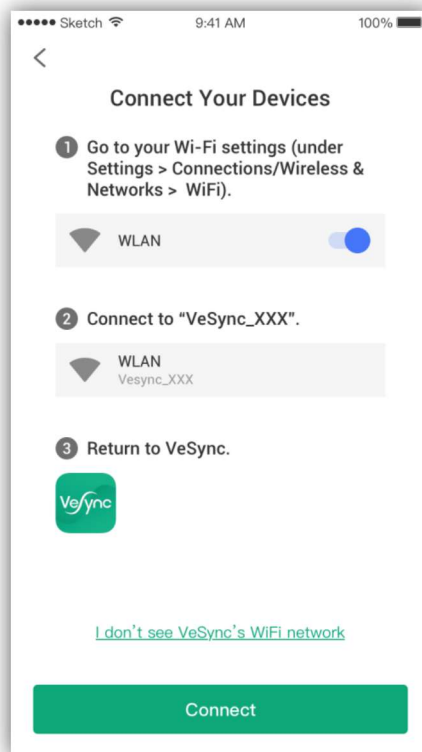 ●●●●● Sketch 9:41 AM 100%
Connect Your Devices
1 Go to your Wi-Fi settings (under
Settings > Connections/Wireless &
Networks > WiFi).
WLAN
2 Connect to “VeSync_XXX”.
WLAN
Vesync_XXX
3 Return to VeSync.
VeSync
I don’t see VeSync’s WiFi network
Connect